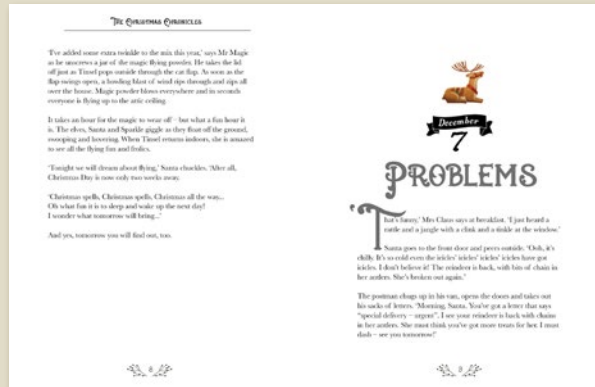 The Christmas Chronicles
'I've added some extra twinkle to the mix this year,' says Mr Magic
as he unscrews a jar of the magic flying powder. He takes the lid
off just as Tinsel pops outside through the cat flap. As soon as the
flap swings open, a howling blast of wind rips through and zips all
over the house. Magic powder blows everywhere and in seconds
everyone is flying up to the attic ceiling.
It takes an hour for the magic to wear off – but what a fun hour it
is. The elves, Santa and Sparkle giggle as they float off the ground,
swooping and hovering. When Tinsel returns indoors, she is amazed
to see all the flying fun and frolics.
'Tonight we will dream about flying,' Santa chuckles. 'After all,
Christmas Day is now only two weeks away.
'Christmas spells, Christmas spells, Christmas all the way...
Oh what fun it is to sleep and wake up the next day!
I wonder what tomorrow will bring...'
And yes, tomorrow you will find out, too.
8
December
7
Problems
'That's funny,' Mrs Claus says at breakfast. 'I just heard a
rattle and a jangle with a clink and a tinkle at the window.'
Santa goes to the front door and peers outside. 'Ooh, it's
chilly. It's so cold even the icicles' icicles' icicles' icicles have got
icicles. I don't believe it! The reindeer is back, with bits of chain in
her antlers. She's broken out again.'
The postman chugs up in his van, opens the doors and takes out
his sacks of letters. 'Morning, Santa. You've got a letter that says
"special delivery – urgent". I see your reindeer is back with chains
in her antlers. She must think you've got more treats for her. I must
dash – see you tomorrow!'
9